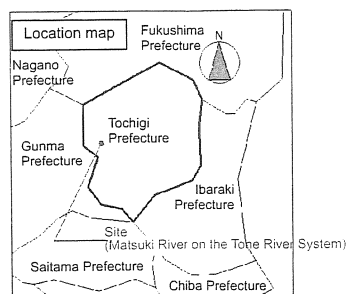 Location map
Fukushima
Prefecture
N
Nagano
Prefecture
Tochigi
Prefecture
Gunma
Prefecture
Ibaraki
Prefecture
Site
(Matsuki River on the Tone River System)
Saitama Prefecture
Chiba Prefecture